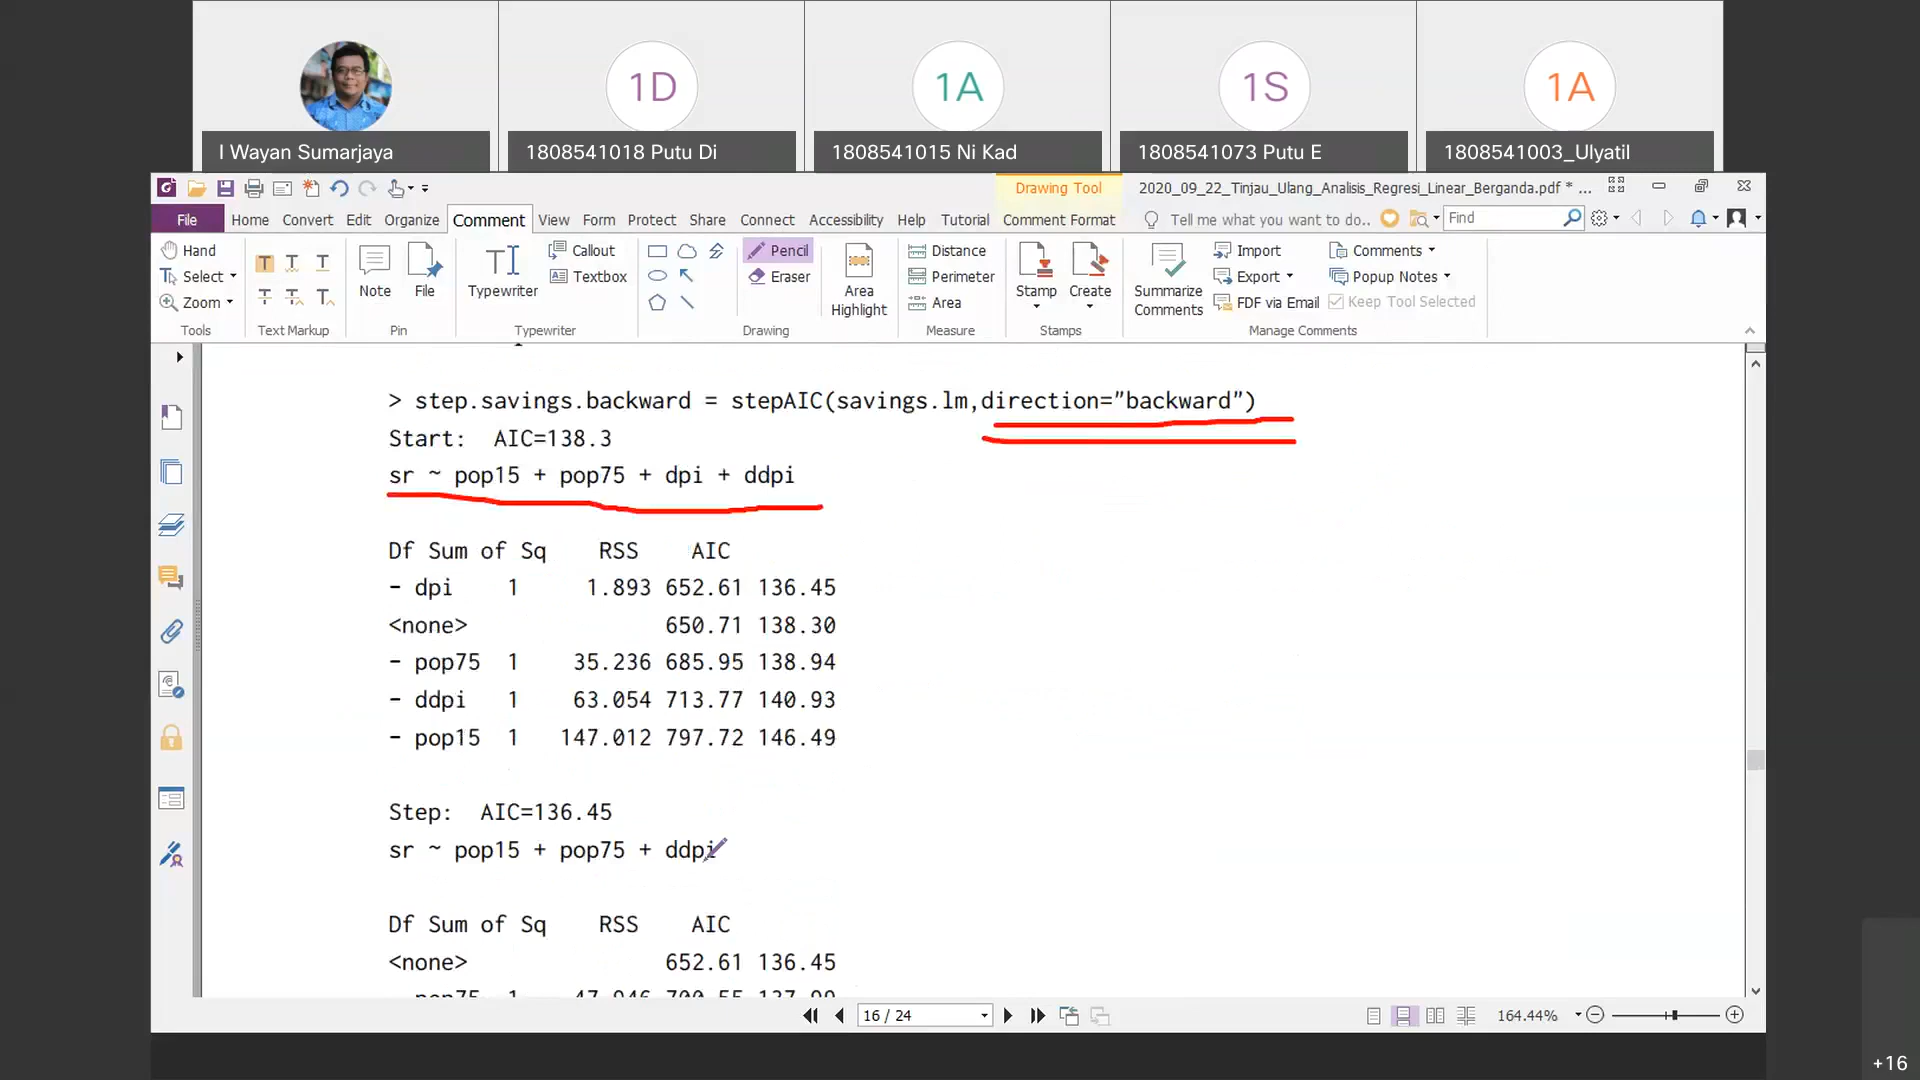 1D
1A
1S
1A
I Wayan Sumarjaya
1808541018 Putu Di
1808541015 Ni Kad
1808541073 Putu E
1808541003_Ulyatil
Drawing Tool
2020_09_22_Tinjau_Ulang_Analisis_Regresi_Linear_Berganda.pdf * ...
File Home Convert Edit Organize Comment View Form Protect Share Connect Accessibility Help Tutorial Comment Format
Tell me what you want to do..
Find
Hand
Select
Zoom
Tools
Text Markup
Note
File
Pin
Typewriter
Callout
Textbox
Typewriter
Pencil
Eraser
Area Highlight
Drawing
Distance
Perimeter
Area
Measure
Stamp
Create
Stamps
Summarize Comments
Import
Export
FDF via Email
Comments
Popup Notes
Keep Tool Selected
Manage Comments
> step.savings.backward = stepAIC(savings.lm,direction="backward")
Start: AIC=138.3
sr ~ pop15 + pop75 + dpi + ddpi
Df Sum of Sq RSS AIC
- dpi 1 1.893 652.61 136.45
<none> 650.71 138.30
- pop75 1 35.236 685.95 138.94
- ddpi 1 63.054 713.77 140.93
- pop15 1 147.012 797.72 146.49
Step: AIC=136.45
sr ~ pop15 + pop75 + ddpi
Df Sum of Sq RSS AIC
<none> 652.61 136.45
- pop75 1 47.946 700.55 137.99
16 / 24
164.44%
+16